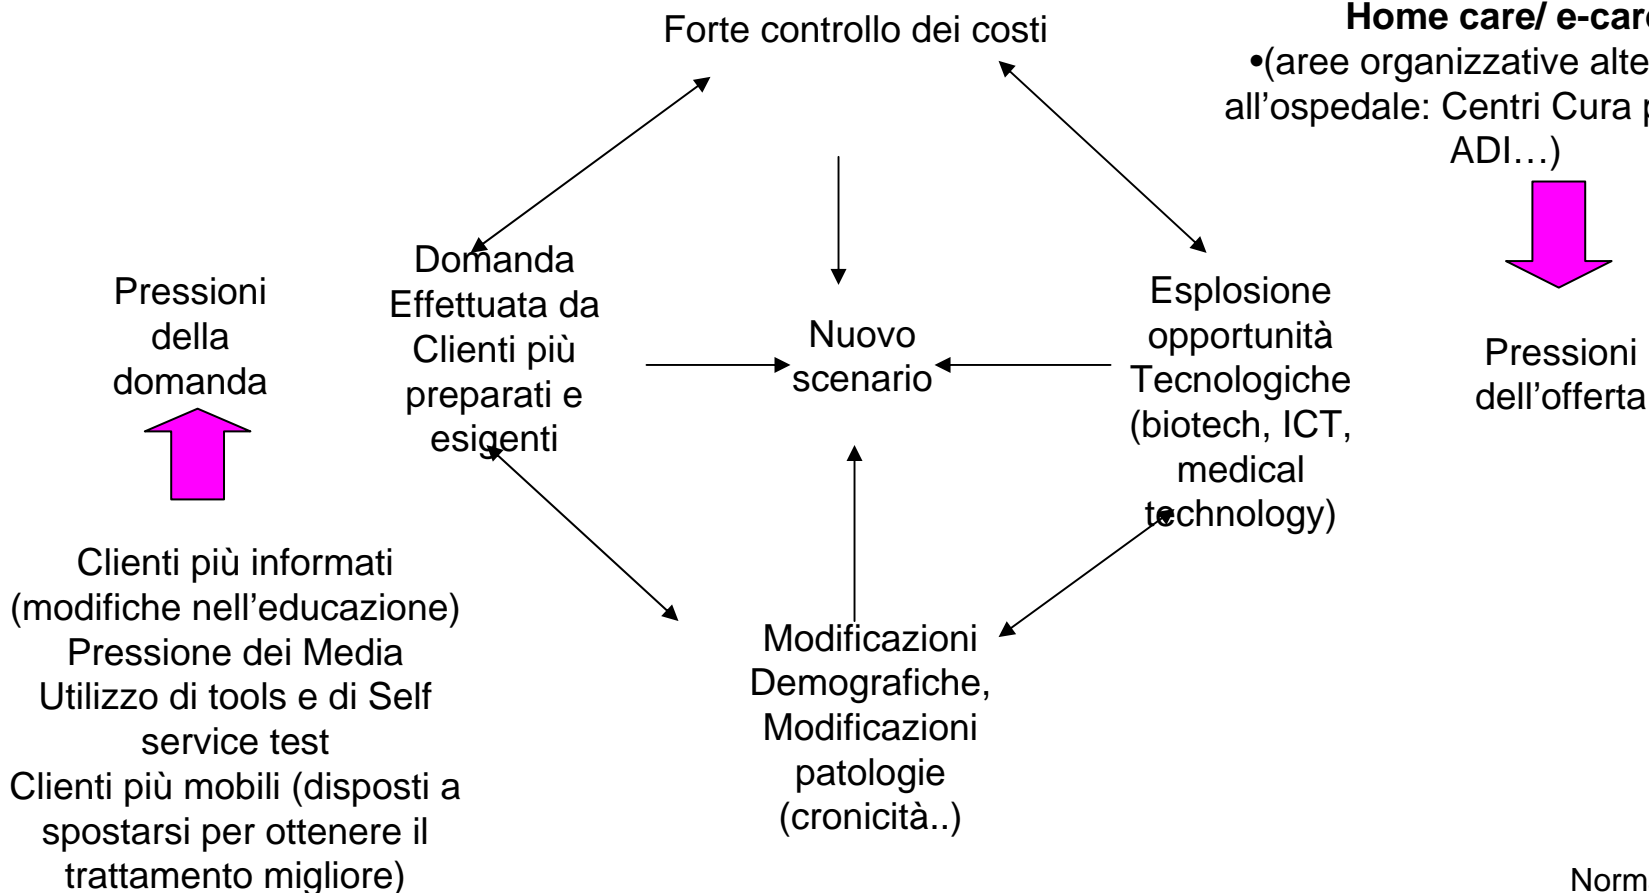 Forte controllo dei costi
Home care/ e-care
•(aree organizzative alte
all’ospedale: Centri Cura p
ADI…)
Pressioni
della
domanda
Domanda
Effettuata da
Clienti più
preparati e
esigenti
Nuovo
scenario
Esplosione
opportunità
Tecnologiche
(biotech, ICT,
medical
technology)
Pressioni
dell’offerta
Clienti più informati
(modifiche nell’educazione)
Pressione dei Media
Utilizzo di tools e di Self
service test
Clienti più mobili (disposti a
spostarsi per ottenere il
trattamento migliore)
Modificazioni
Demografiche,
Modificazioni
patologie
(cronicità..)
Norm